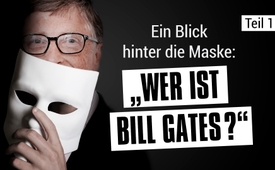 Teil 1
Ein Blick
hinter die Maske:
„WER IST
BILL GATES?“